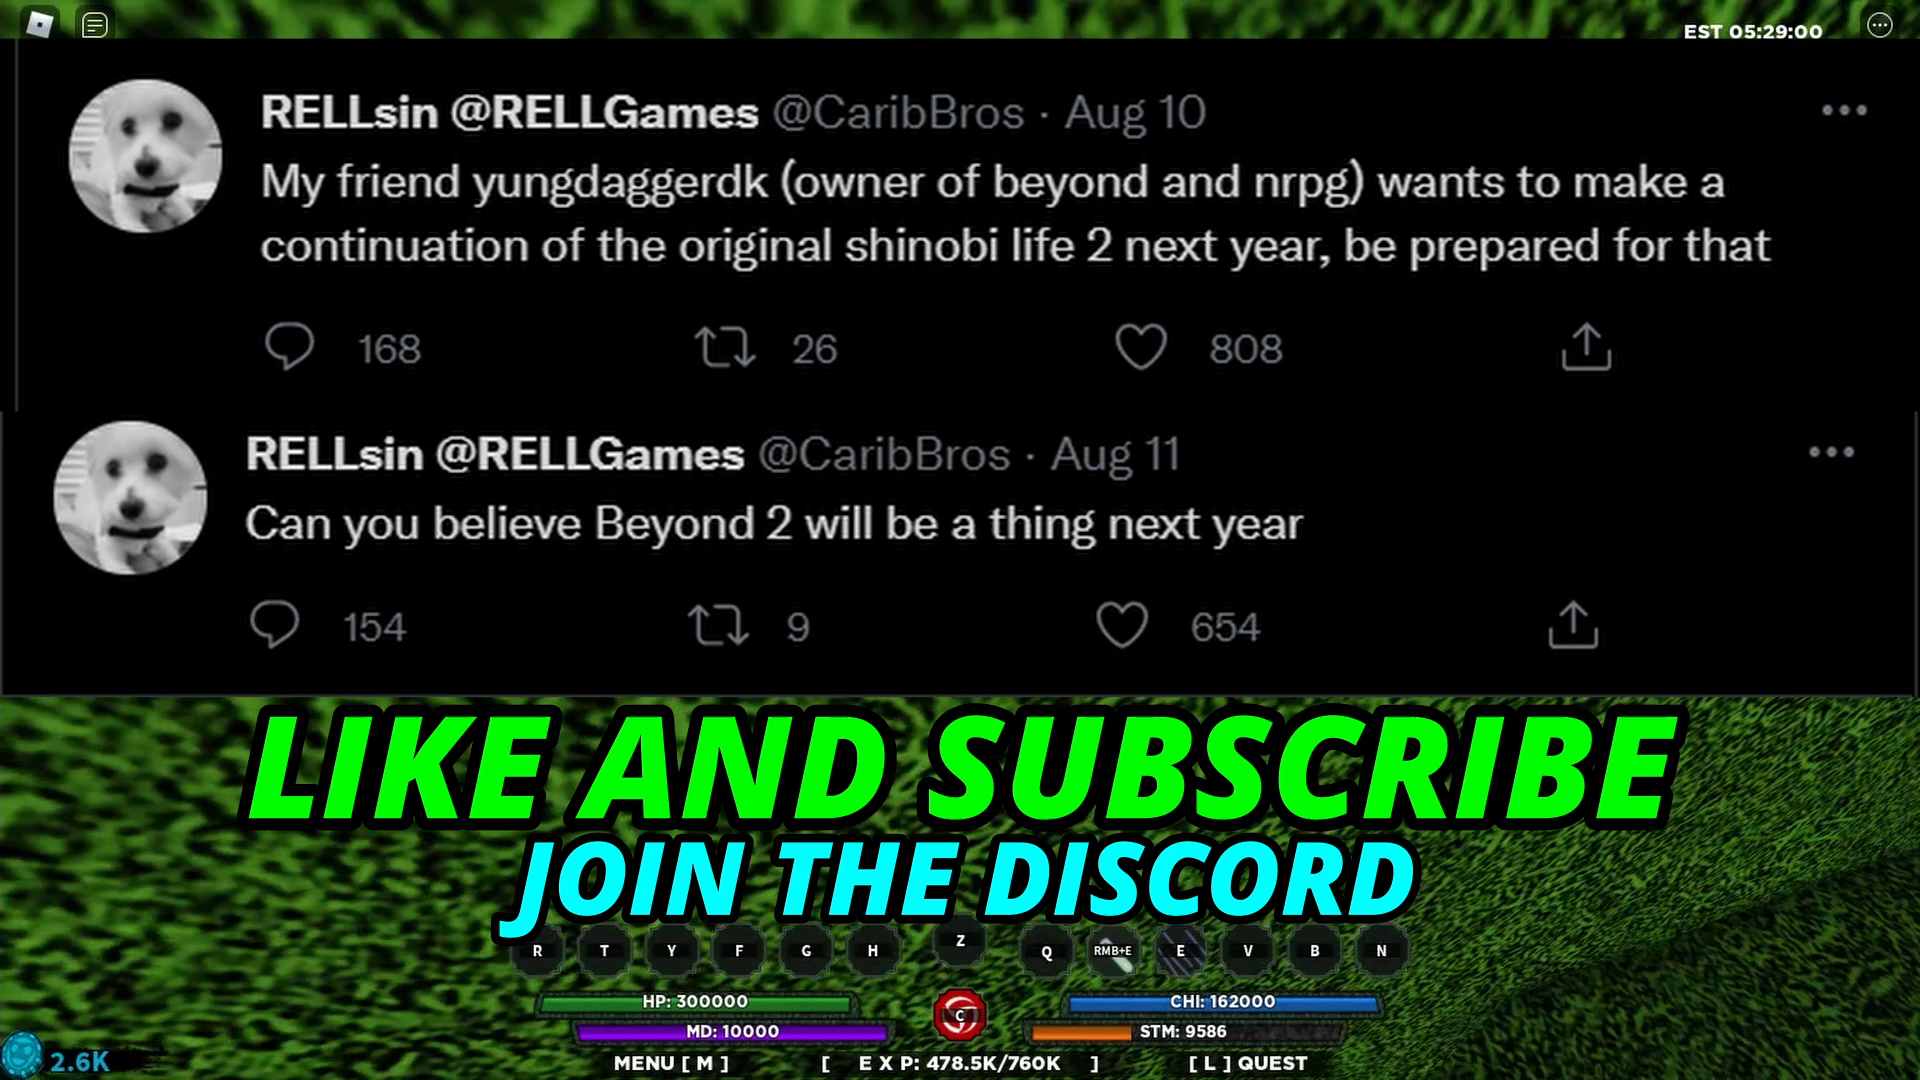 EST 05:29:00
RELLsin @RELLGames @CaribBros · Aug 10
My friend yungdaggerdk (owner of beyond and nrpg) wants to make a
continuation of the original shinobi life 2 next year, be prepared for that
168 26 808
RELLsin @RELLGames @CaribBros · Aug 11
Can you believe Beyond 2 will be a thing next year
154 9 654
LIKE AND SUBSCRIBE
JOIN THE DISCORD
R T Y F G H Z Q RMB+E E V B N
HP: 300000 C CHI: 162000
MD: 10000 STM: 9586
2.6K MENU [ M ] [ E X P: 478.5K/760K ] [ L ] QUEST